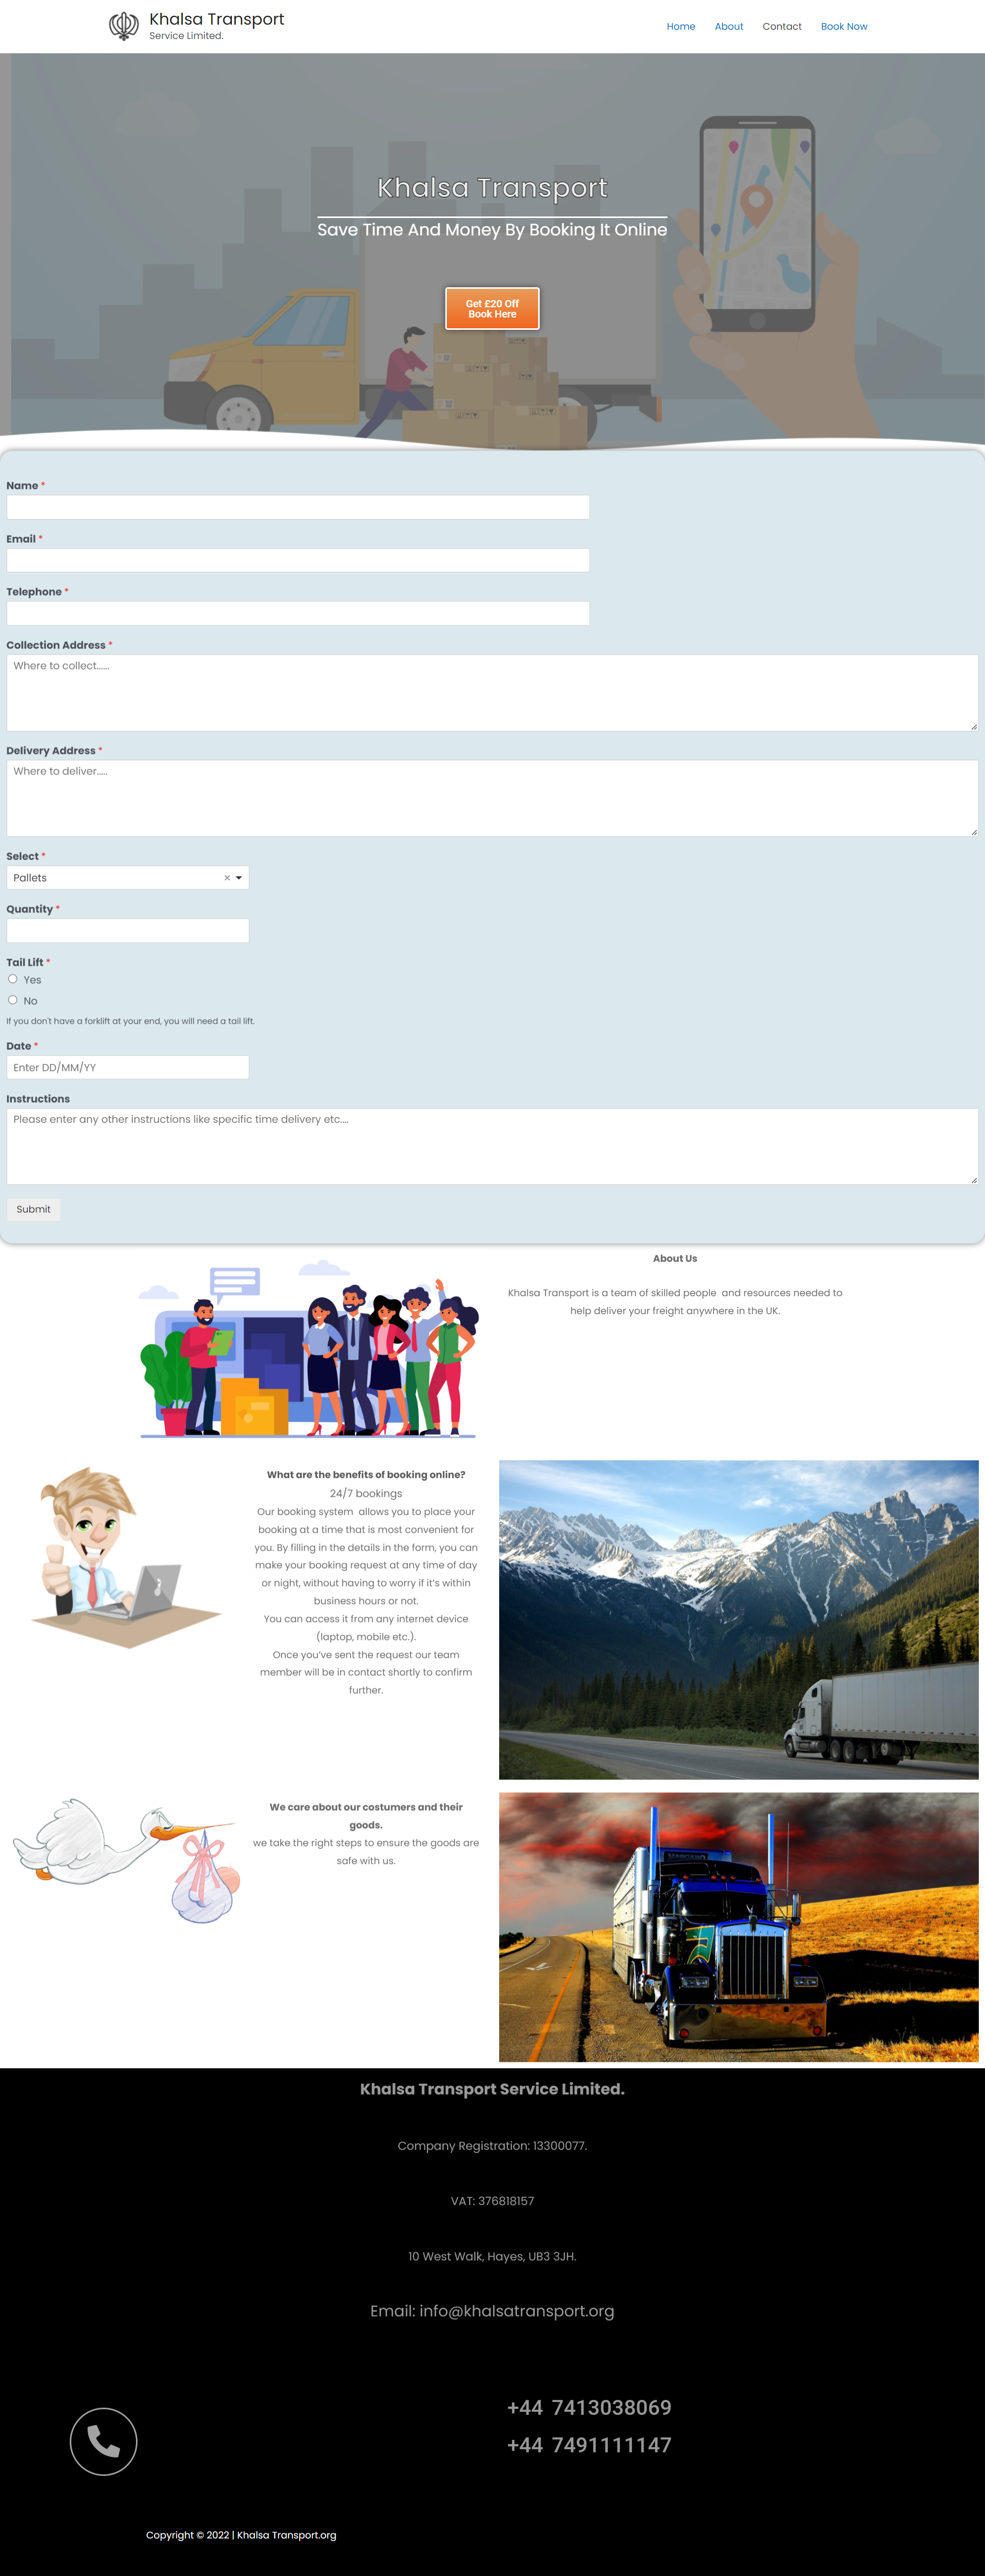 Khalsa Transport
Service Limited.
Home About Contact Book Now
Khalsa Transport
Save Time And Money By Booking It Online
Get £20 Off
Book Here
Name *
Email *
Telephone *
Collection Address *
Where to collect......
Delivery Address *
Where to deliver.....
Select *
Pallets
Quantity *
Tail Lift *
Yes
No
If you don't have a forklift at your end, you will need a tail lift.
Date *
Enter DD/MM/YY
Instructions
Please enter any other instructions like specific time delivery etc....
Submit
About Us
Khalsa Transport is a team of skilled people and resources needed to
help deliver your freight anywhere in the UK.
What are the benefits of booking online?
24/7 bookings
Our booking system allows you to place your
booking at a time that is most convenient for
you. By filling in the details in the form, you can
make your booking request at any time of day
or night, without having to worry if it's within
business hours or not.
You can access it from any internet device
(laptop, mobile etc.).
Once you've sent the request our team
member will be in contact shortly to confirm
further.
We care about our costumers and their
goods.
we take the right steps to ensure the goods are
safe with us.
Khalsa Transport Service Limited.
Company Registration: 13300077.
VAT: 376818157
10 West Walk, Hayes, UB3 3JH.
Email: info@khalsatransport.org
+44 7413038069
+44 7491111147
Copyright © 2022 | Khalsa Transport.org